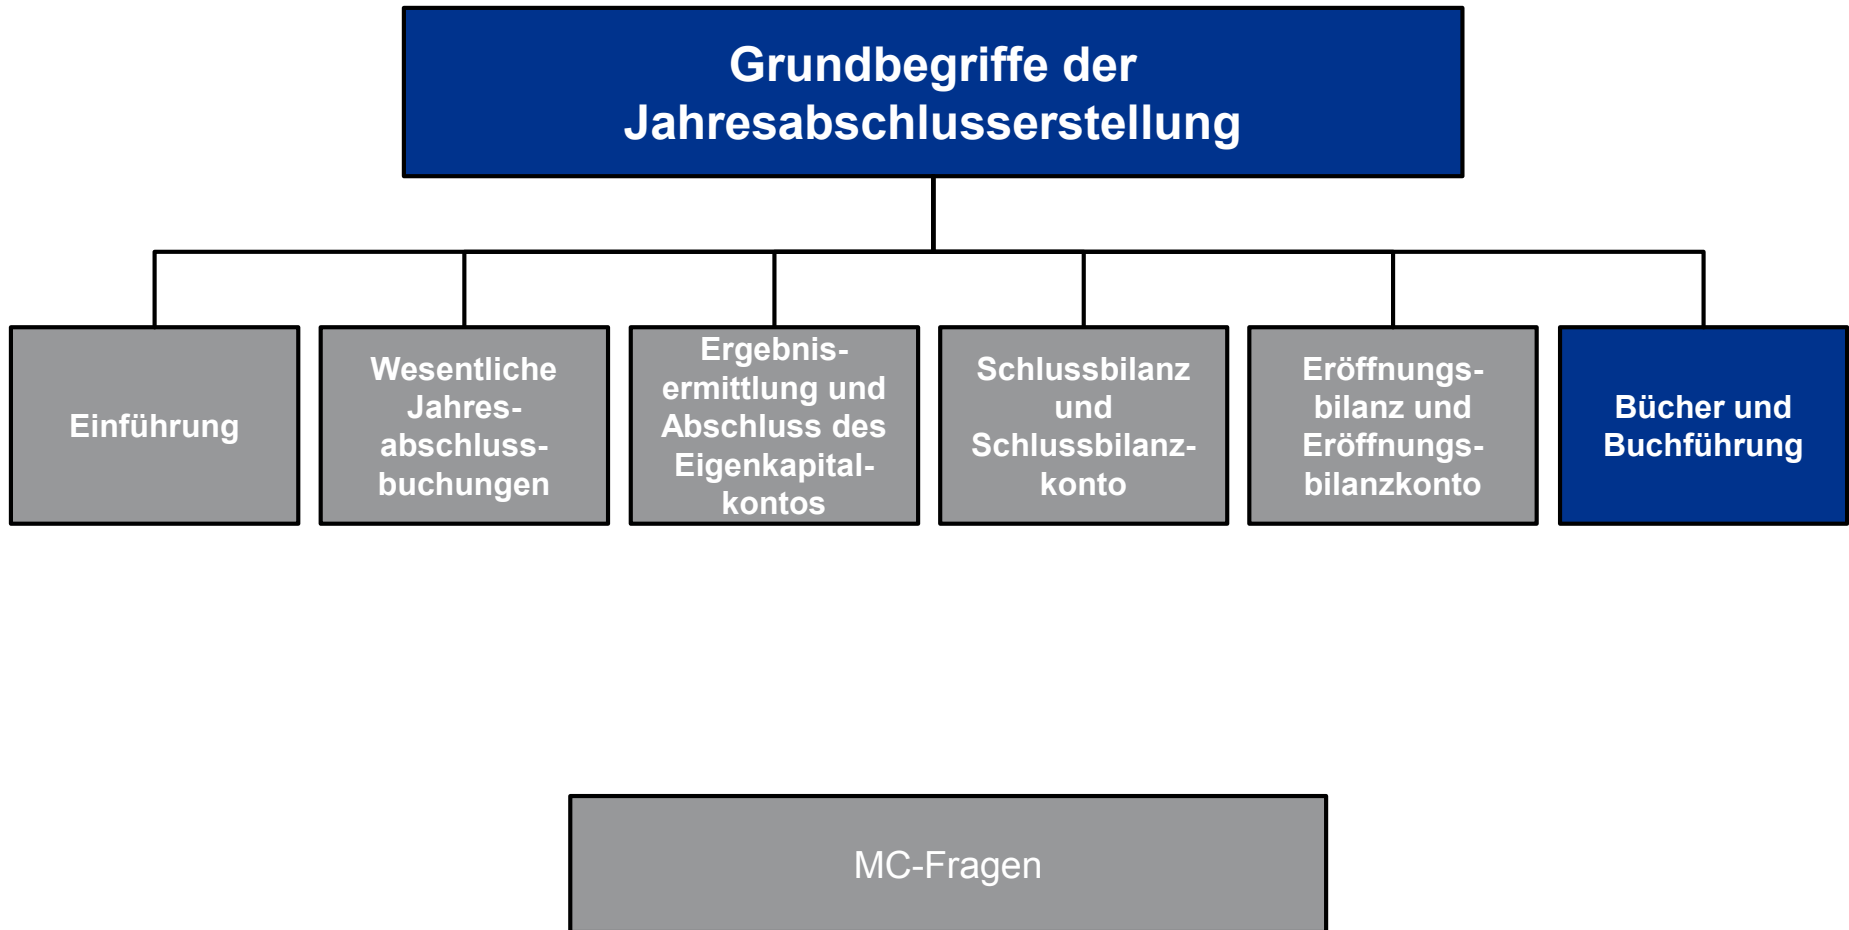 Grundbegriffe der
Jahresabschlusserstellung
Einführung
Wesentliche
Jahres-
abschluss-
buchungen
Ergebnis-
ermittlung und
Abschluss des
Eigenkapital-
kontos
Schlussbilanz
und
Schlussbilanz-
konto
Eröffnungs-
bilanz und
Eröffnungs-
bilanzkonto
Bücher und
Buchführung
MC-Fragen